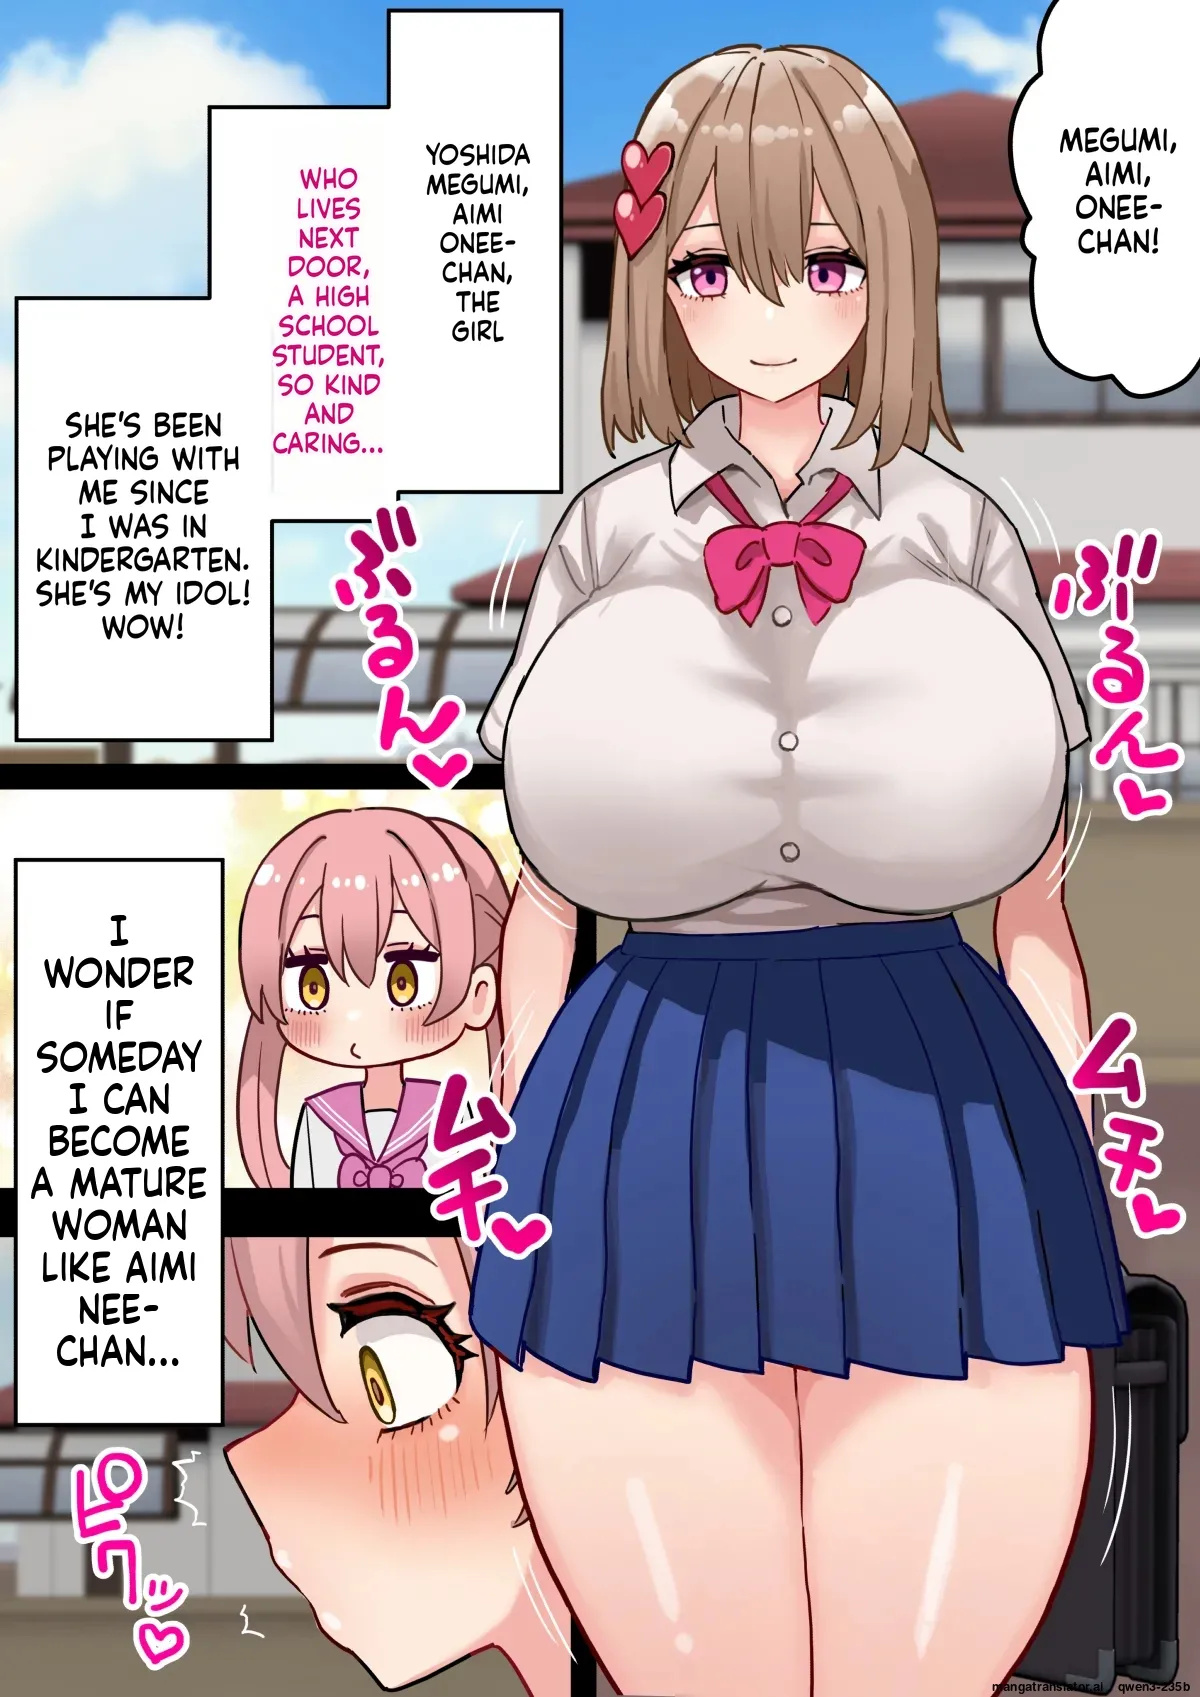 MEGUMI,
AIMI,
ONEE-
CHAN!
YOSHIDA
MEGUMI,
AIMI
ONEE-
CHAN,
THE
GIRL
WHO
LIVES
NEXT
DOOR,
A HIGH
SCHOOL
STUDENT,
SO KIND
AND
CARING...
SHE'S BEEN
PLAYING WITH
ME SINCE
I WAS IN
KINDERGARTEN.
SHE'S MY IDOL!
WOW!
ぶるん♥
ぶるん♥
I
WONDER
IF
SOMEDAY
I CAN
BECOME
A MATURE
WOMAN
LIKE AIMI
NEE-
CHAN...
ムチ♥
ムチ♥
ピクッ♡
mangatranslator.ai qwen3-235b